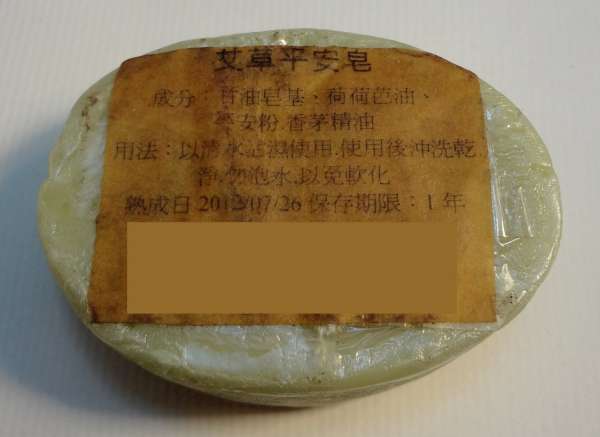 艾草平安皂
成分：甘油皂基、荷荷芭油、
平安粉.香茅精油
用法：以清水沾濕使用.使用後沖洗乾
淨.勿泡水.以免軟化
熟成日 2012/07/26 保存期限：1 年